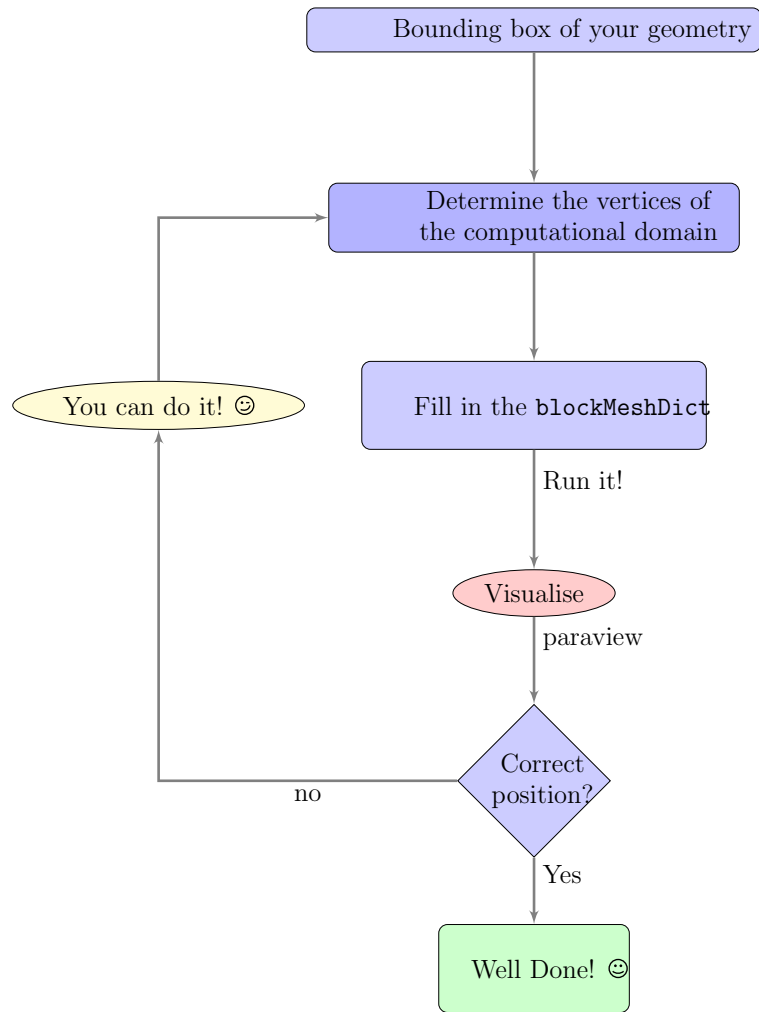 Bounding box of your geometry
Determine the vertices of
the computational domain
You can do it! 😉
Fill in the blockMeshDict
Run it!
Visualise
paraview
Correct
position?
no
Yes
Well Done! ☺